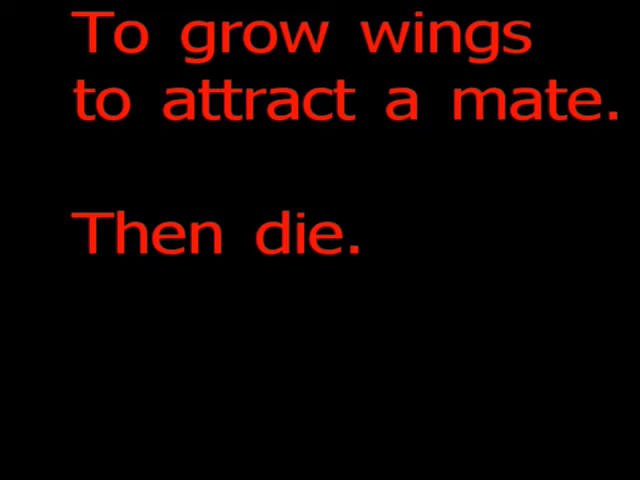 To grow wings
to attract a mate.
Then die.